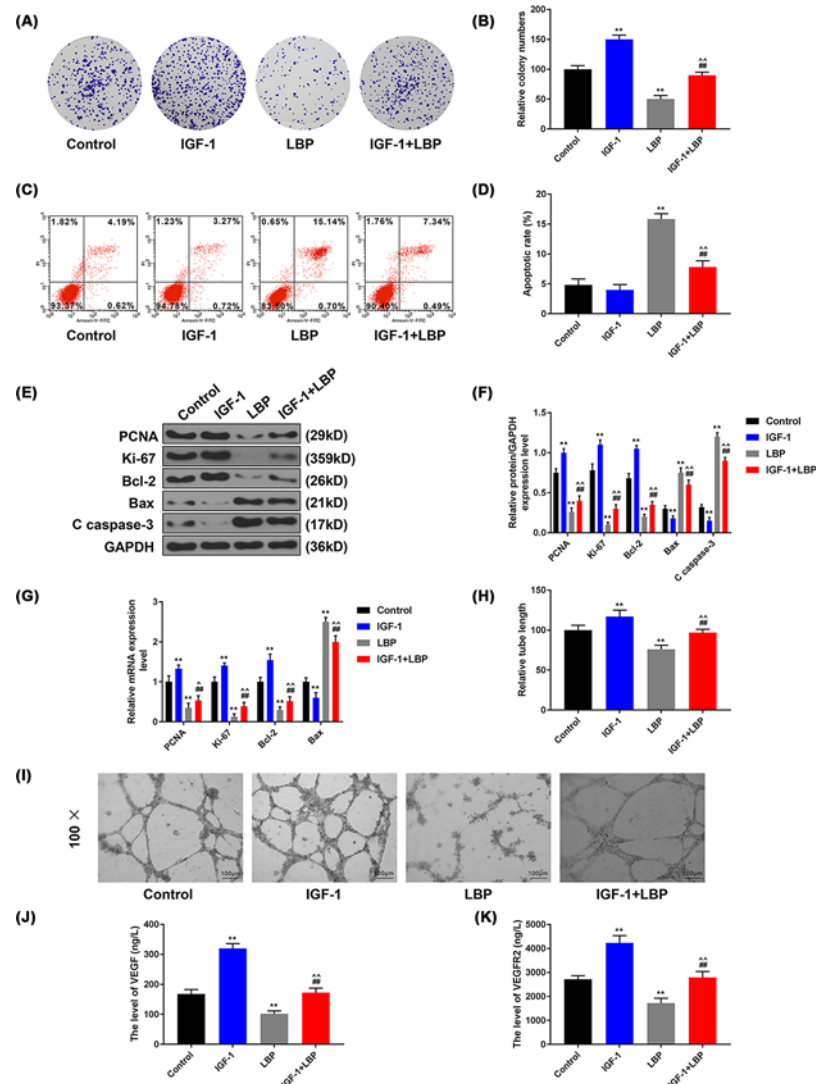 (A)
Control IGF-1 LBP IGF-1+LBP
(B)
Relative colony numbers
200
150
100
50
0
**
**
^^
##
Control IGF-1 LBP IGF-1+LBP
(C)
1.82% 4.19%
93.37% 0.62%
1.23% 3.27%
94.78% 0.72%
0.65% 15.14%
0.70%
1.76% 7.34%
90.40% 0.49%
PI
Annexin-V-FITC Annexin-V-FITC Annexin-V-FITC Annexin-V-FITC
Control IGF-1 LBP IGF-1+LBP
(D)
Apoptotic rate (%)
20
15
10
5
0
**
^^
##
Control IGF-1 LBP IGF-1+LBP
(E)
Control IGF-1 LBP IGF-1+LBP
PCNA (29kD)
Ki-67 (359kD)
Bcl-2 (26kD)
Bax (21kD)
C caspase-3 (17kD)
GAPDH (36kD)
(F)
Relative protein/GAPDH
expression level
1.5
1.0
0.5
0.0
** ** ^^ ##
** ** ^^ ##
** ** ^^ ##
** ** ^^ ##
** ** ^^ ##
PCNA Ki-67 Bcl-2 Bax C caspase-3
Control
IGF-1
LBP
IGF-1+LBP
(G)
Relative mRNA expression
level
3
2
1
0
** ** ^ ##
** ** ^^ ##
** ** ^^ ##
** ** ^^ ##
PCNA Ki-67 Bcl-2 Bax
Control
IGF-1
LBP
IGF-1+LBP
(H)
Relative tube length
150
100
50
0
**
**
^^
##
Control IGF-1 LBP IGF-1+LBP
(I)
100 ×
100μm 100μm 100μm 100μm
Control IGF-1 LBP IGF-1+LBP
(J)
The level of VEGF (ng/L)
400
300
200
100
0
**
**
^^
##
Control IGF-1 LBP IGF-1+LBP
(K)
The level of VEGFR2 (ng/L)
5000
4000
3000
2000
1000
0
**
**
^^
##
Control IGF-1 LBP IGF-1+LBP